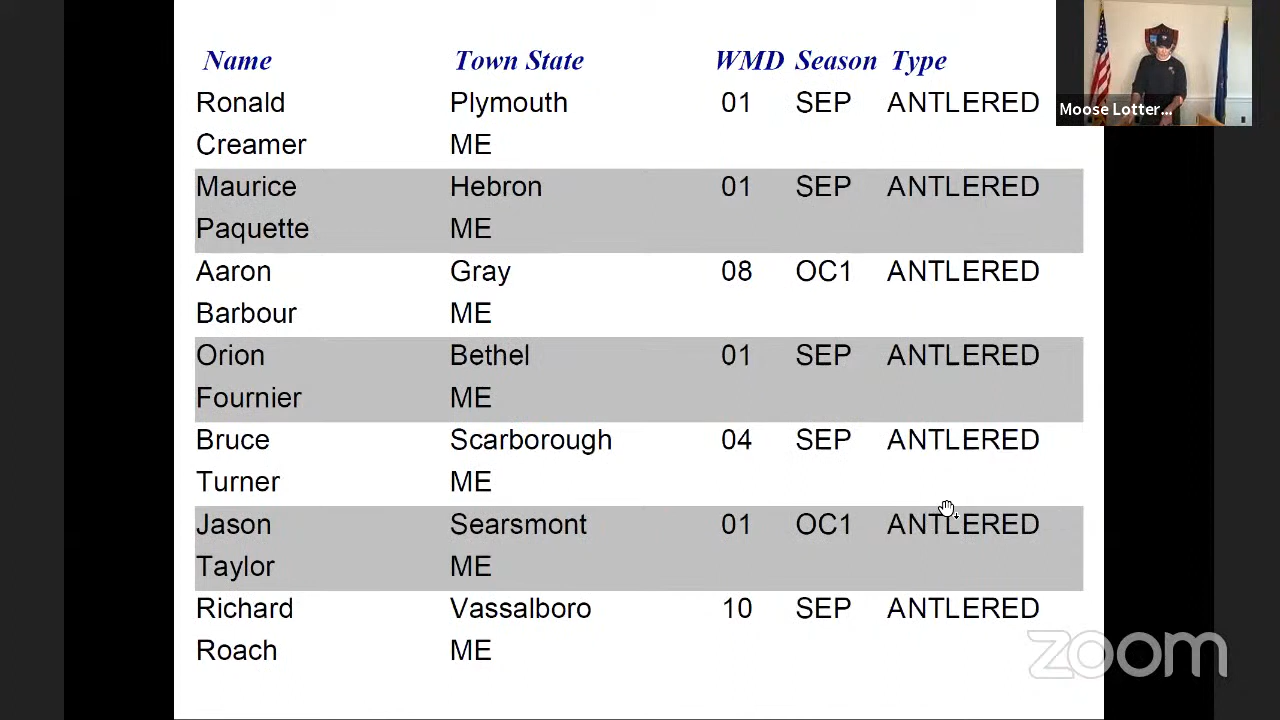 Name Town State WMD Season Type
Ronald Plymouth 01 SEP ANTLERED
Creamer ME
Maurice Hebron 01 SEP ANTLERED
Paquette ME
Aaron Gray 08 OC1 ANTLERED
Barbour ME
Orion Bethel 01 SEP ANTLERED
Fournier ME
Bruce Scarborough 04 SEP ANTLERED
Turner ME
Jason Searsmont 01 OC1 ANTLERED
Taylor ME
Richard Vassalboro 10 SEP ANTLERED
Roach ME
Moose Lotter...
zoom